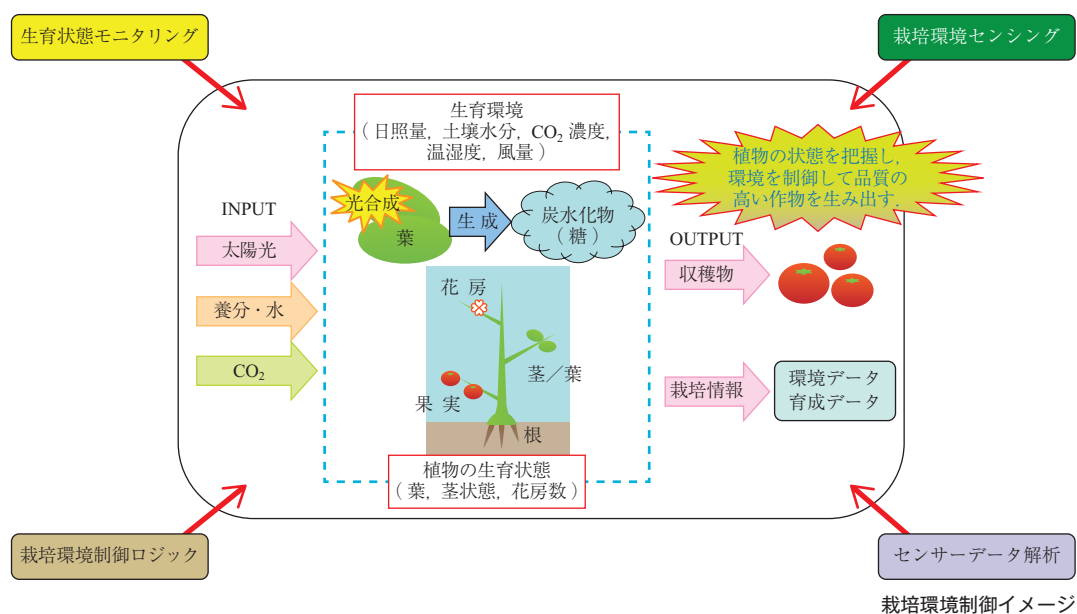 生育状態モニタリング
栽培環境センシング
生育環境
（ 日照量，土壌水分，CO₂ 濃度，
温湿度，風量 ）
植物の状態を把握し，
環境を制御して品質の
高い作物を生み出す．
INPUT
光合成
葉
生 成
炭水化物
（ 糖 ）
OUTPUT
太陽光
収穫物
養分・水
花 房
CO₂
茎／葉
果 実
根
栽培情報
環境データ
育成データ
植物の生育状態
（ 葉，茎状態，花房数 ）
栽培環境制御ロジック
センサーデータ解析
栽培環境制御イメージ